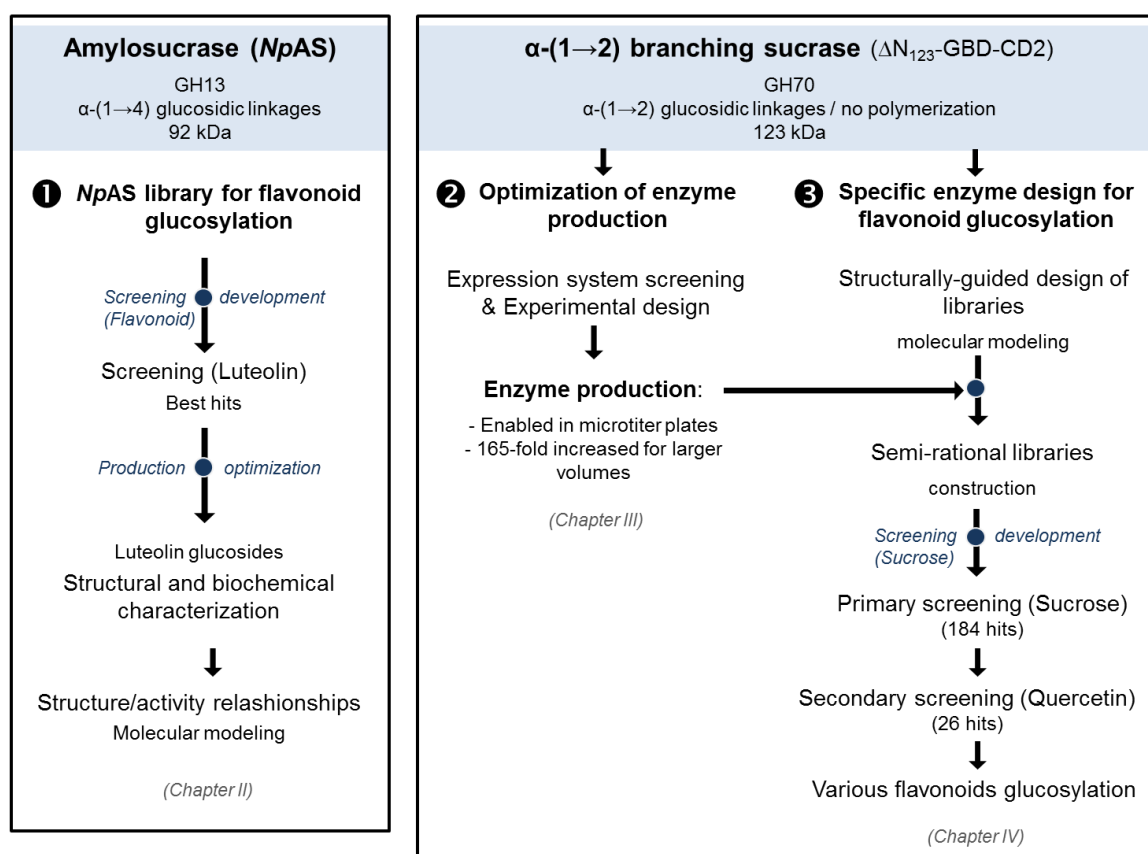 Amylosucrase (NpAS)
GH13
α-(1→4) glucosidic linkages
92 kDa
❶ NpAS library for flavonoid
glucosylation
Screening development
(Flavonoid)
Screening (Luteolin)
Best hits
Production optimization
Luteolin glucosides
Structural and biochemical
characterization
Structure/activity relashionships
Molecular modeling
(Chapter II)
α-(1→2) branching sucrase (ΔN₁₂₃-GBD-CD2)
GH70
α-(1→2) glucosidic linkages / no polymerization
123 kDa
❷ Optimization of enzyme
production
Expression system screening
& Experimental design
Enzyme production:
- Enabled in microtiter plates
- 165-fold increased for larger
volumes
(Chapter III)
❸ Specific enzyme design for
flavonoid glucosylation
Structurally-guided design of
libraries
molecular modeling
Semi-rational libraries
construction
Screening development
(Sucrose)
Primary screening (Sucrose)
(184 hits)
Secondary screening (Quercetin)
(26 hits)
Various flavonoids glucosylation
(Chapter IV)